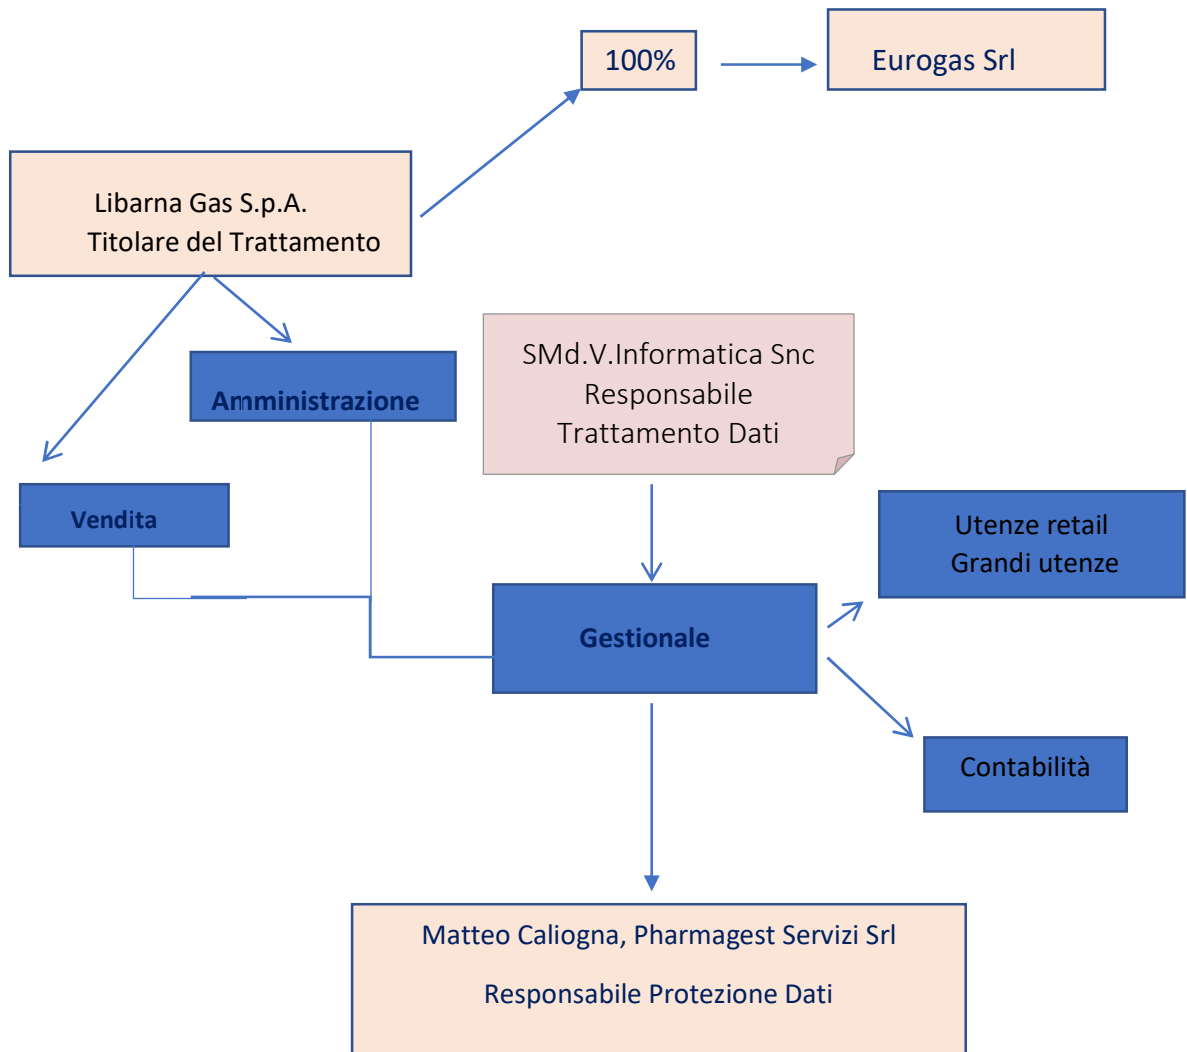 100%
Eurogas Srl
Libarna Gas S.p.A.
Titolare del Trattamento
SMd.V.Informatica Snc
Responsabile
Trattamento Dati
Amministrazione
Vendita
Utenze retail
Grandi utenze
Gestionale
Contabilità
Matteo Caliogna, Pharmagest Servizi Srl
Responsabile Protezione Dati